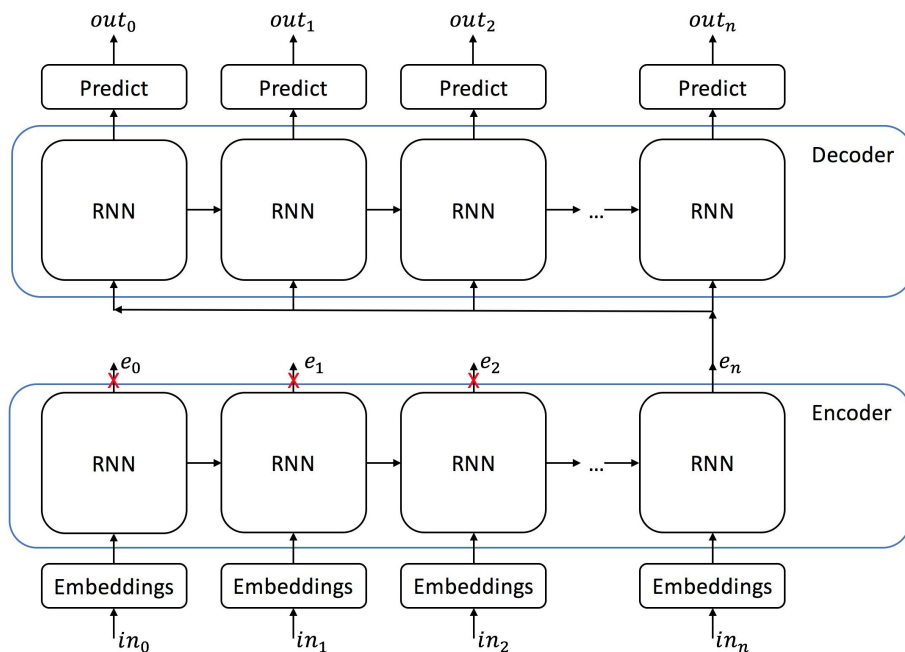 out₀ out₁ out₂ outₙ
Predict Predict Predict Predict
Decoder
RNN RNN RNN ... RNN
e₀ e₁ e₂ eₙ
X X X
Encoder
RNN RNN RNN ... RNN
Embeddings Embeddings Embeddings Embeddings
in₀ in₁ in₂ inₙ